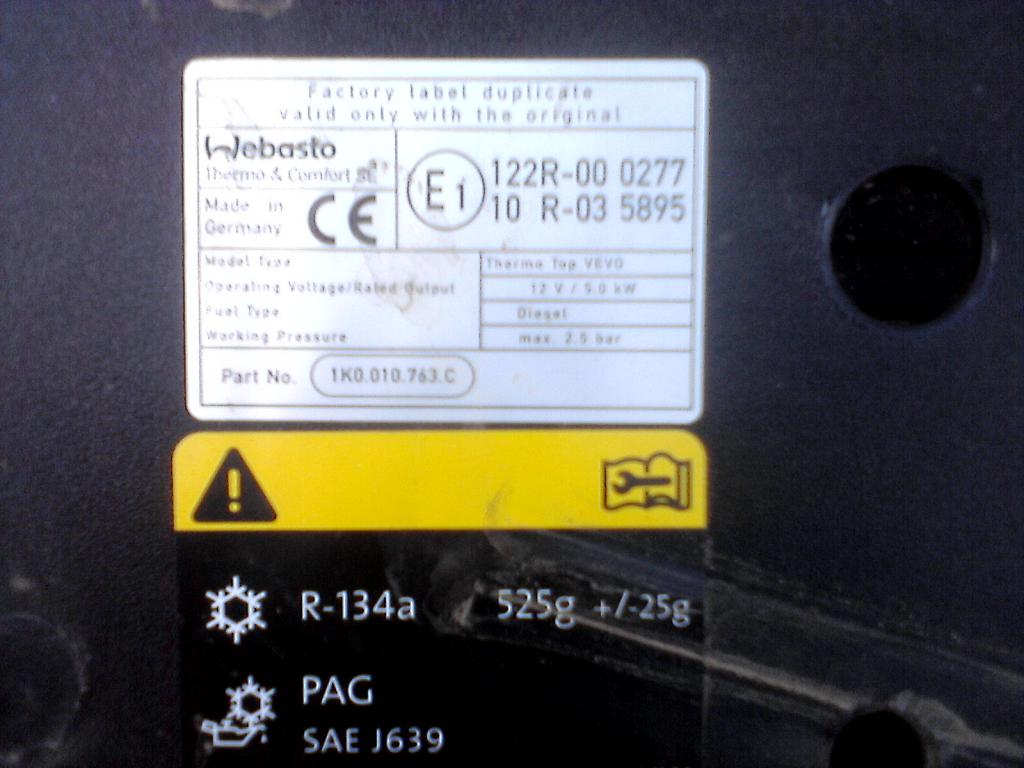 Factory label duplicate
valid only with the original
Webasto
Thermo & Comfort SE
Made in
Germany
CE
E1
122R-00 0277
10 R-03 5895
Model Type
Thermo Top VEVO
Operating Voltage/Rated Output
12 V / 5.0 kW
Fuel Type
Diesel
Working Pressure
max. 2.5 bar
Part No. 1K0.010.763.C
R-134a 525g +/-25g
PAG
SAE J639